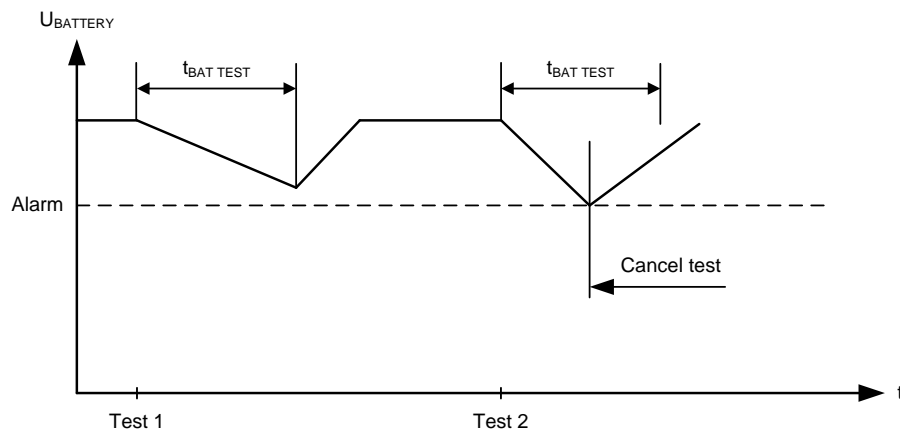 UBATTERY
tBAT TEST
tBAT TEST
Alarm
Cancel test
t
Test 1
Test 2